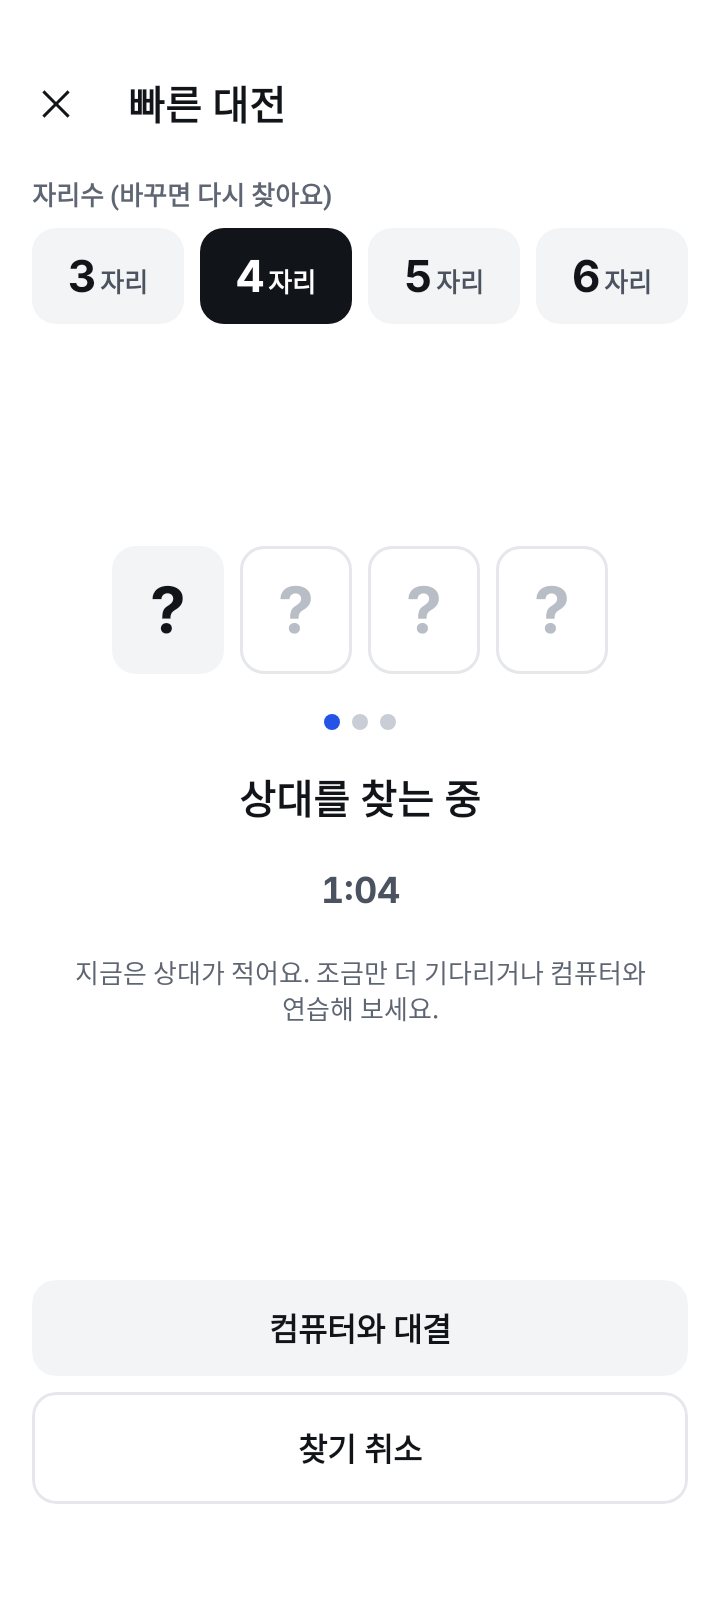 빠른 대전
자리수 (바꾸면 다시 찾아요)
3 자리 4 자리 5 자리 6 자리
? ? ? ?
상대를 찾는 중
1:04
지금은 상대가 적어요. 조금만 더 기다리거나 컴퓨터와
연습해 보세요.
컴퓨터와 대결
찾기 취소